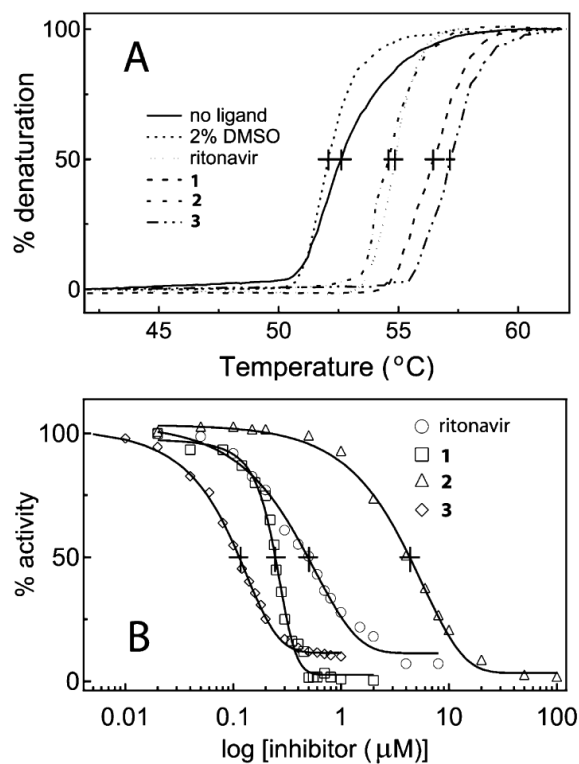 100
A
no ligand
2% DMSO
ritonavir
1
2
3
50
% denaturation
0
45 50 55 60
Temperature (°C)
100
ritonavir
1
2
3
50
% activity
B
0
0.01 0.1 1 10 100
log [inhibitor (μM)]